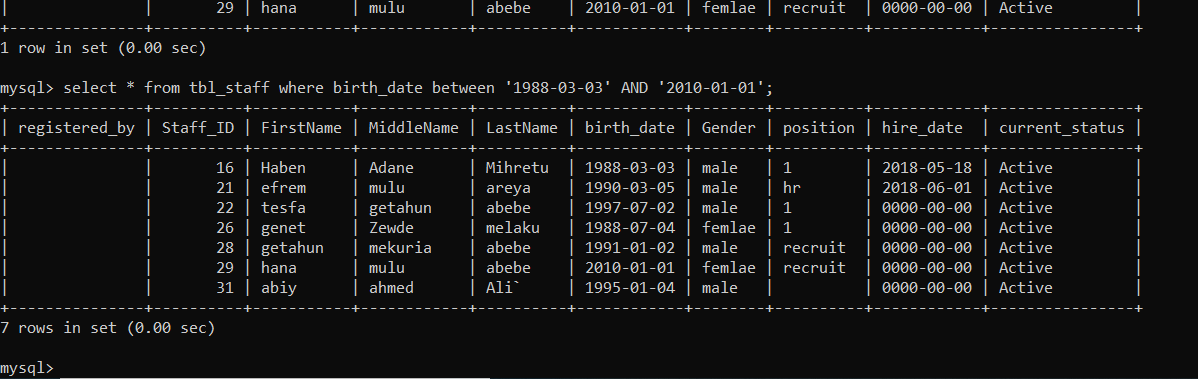 |               |        29 | hana      | mulu       | abebe    | 2010-01-01 | femlae | recruit  | 0000-00-00 | Active         |
+---------------+-----------+-----------+------------+----------+------------+--------+----------+------------+----------------+
1 row in set (0.00 sec)
mysql> select * from tbl_staff where birth_date between '1988-03-03' AND '2010-01-01';
+---------------+-----------+-----------+------------+----------+------------+--------+----------+------------+----------------+
| registered_by | Staff_ID | FirstName | MiddleName | LastName | birth_date | Gender | position | hire_date  | current_status |
+---------------+-----------+-----------+------------+----------+------------+--------+----------+------------+----------------+
|               |       16 | Haben     | Adane      | Mihretu  | 1988-03-03 | male   | 1        | 2018-05-18 | Active         |
|               |       21 | efrem     | mulu       | areya    | 1990-03-05 | male   | hr       | 2018-06-01 | Active         |
|               |       22 | tesfa     | getahun    | abebe    | 1997-07-02 | male   | 1        | 0000-00-00 | Active         |
|               |       26 | genet     | Zewde      | melaku   | 1988-07-04 | femlae | 1        | 0000-00-00 | Active         |
|               |       28 | getahun   | mekuria    | abebe    | 1991-01-02 | male   | recruit  | 0000-00-00 | Active         |
|               |       29 | hana      | mulu       | abebe    | 2010-01-01 | femlae | recruit  | 0000-00-00 | Active         |
|               |       31 | abiy      | ahmed      | Ali`     | 1995-01-04 | male   |          | 0000-00-00 | Active         |
+---------------+-----------+-----------+------------+----------+------------+--------+----------+------------+----------------+
7 rows in set (0.00 sec)
mysql>